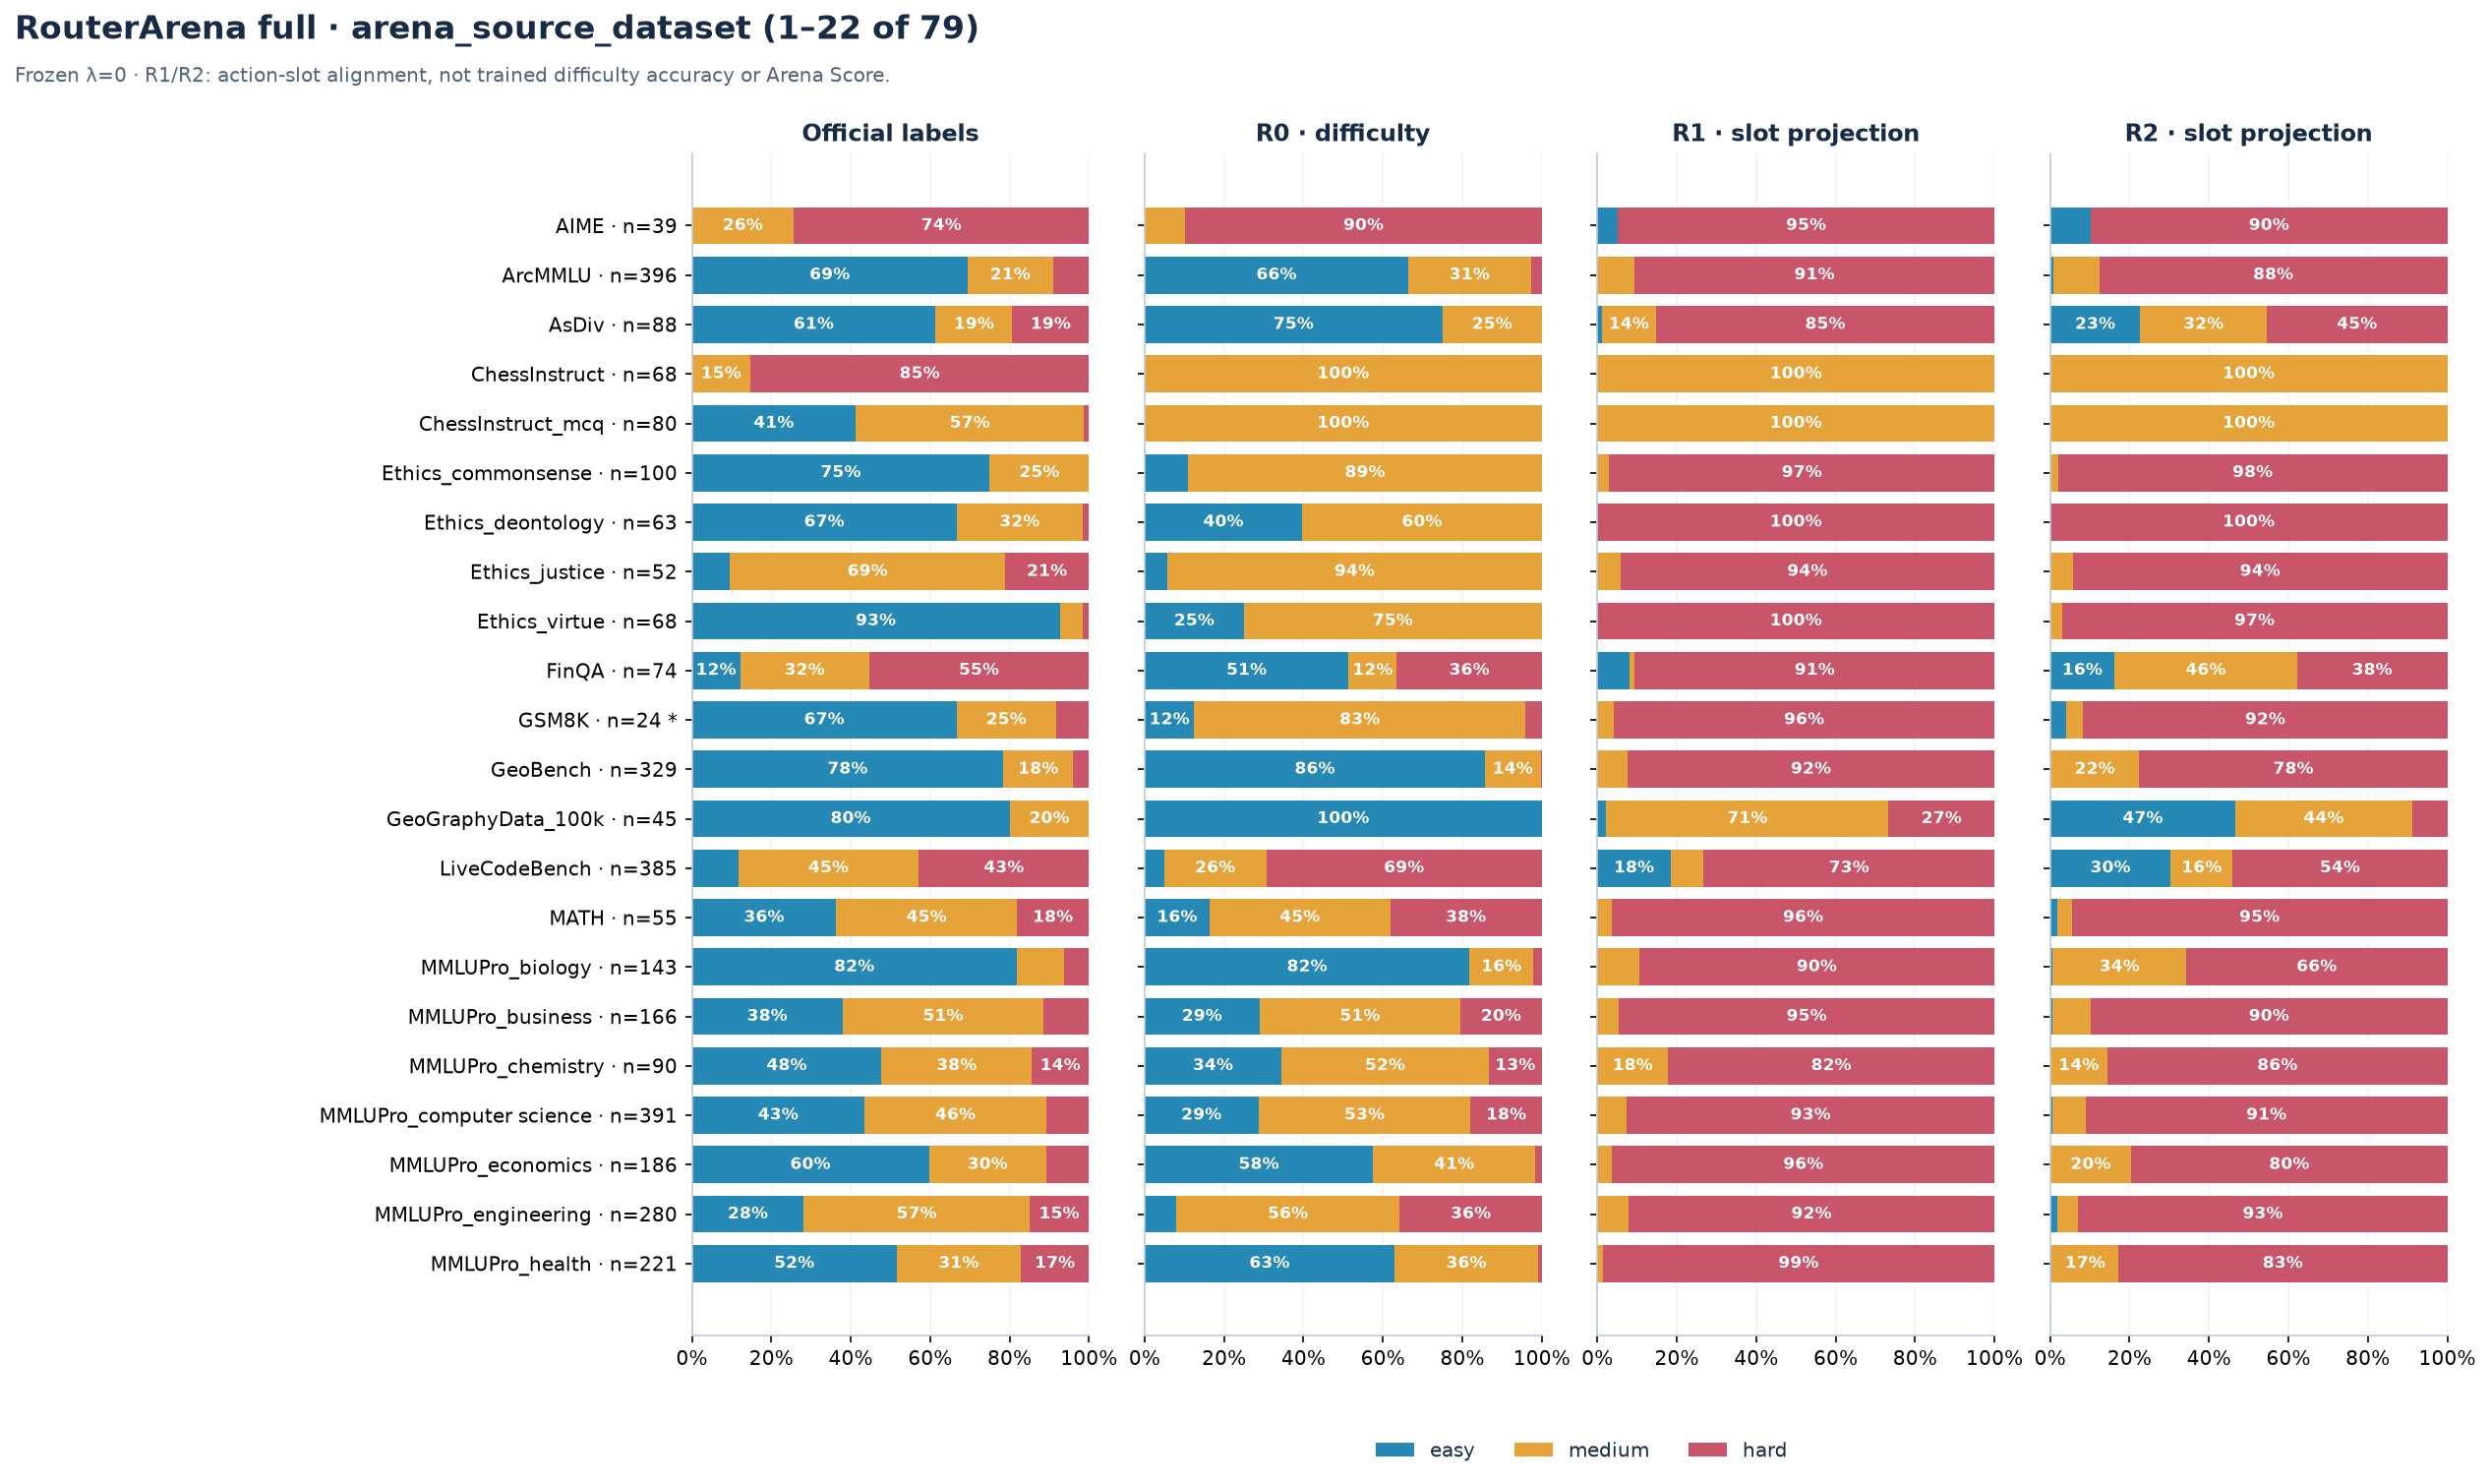 RouterArena full · arena_source_dataset (1–22 of 79)
Frozen λ=0 · R1/R2: action-slot alignment, not trained difficulty accuracy or Arena Score.
Official labels R0 · difficulty R1 · slot projection R2 · slot projection
AIME · n=39 26% 74% 90% 95% 90%
ArcMMLU · n=396 69% 21% 66% 31% 91% 88%
AsDiv · n=88 61% 19% 19% 75% 25% 14% 85% 23% 32% 45%
ChessInstruct · n=68 15% 85% 100% 100% 100%
ChessInstruct_mcq · n=80 41% 57% 100% 100% 100%
Ethics_commonsense · n=100 75% 25% 89% 97% 98%
Ethics_deontology · n=63 67% 32% 40% 60% 100% 100%
Ethics_justice · n=52 69% 21% 94% 94% 94%
Ethics_virtue · n=68 93% 25% 75% 100% 97%
FinQA · n=74 12% 32% 55% 51% 12% 36% 91% 16% 46% 38%
GSM8K · n=24 * 67% 25% 12% 83% 96% 92%
GeoBench · n=329 78% 18% 86% 14% 92% 22% 78%
GeoGraphyData_100k · n=45 80% 20% 100% 71% 27% 47% 44%
LiveCodeBench · n=385 45% 43% 26% 69% 18% 73% 30% 16% 54%
MATH · n=55 36% 45% 18% 16% 45% 38% 96% 95%
MMLUPro_biology · n=143 82% 82% 16% 90% 34% 66%
MMLUPro_business · n=166 38% 51% 29% 51% 20% 95% 90%
MMLUPro_chemistry · n=90 48% 38% 14% 34% 52% 13% 18% 82% 14% 86%
MMLUPro_computer science · n=391 43% 46% 29% 53% 18% 93% 91%
MMLUPro_economics · n=186 60% 30% 58% 41% 96% 20% 80%
MMLUPro_engineering · n=280 28% 57% 15% 56% 36% 92% 93%
MMLUPro_health · n=221 52% 31% 17% 63% 36% 99% 17% 83%
0% 20% 40% 60% 80% 100% 0% 20% 40% 60% 80% 100% 0% 20% 40% 60% 80% 100% 0% 20% 40% 60% 80% 100%
easy medium hard